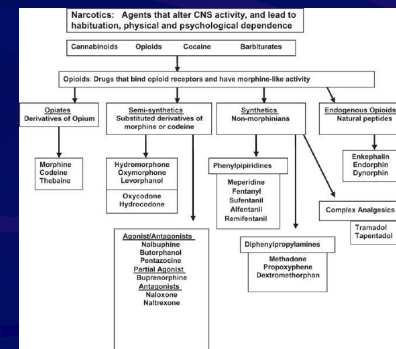 Narcotics: Agents that alter CNS activity, and lead to
habituation, physical and psychological dependence
Cannabinoids Opioids Cocaine Barbiturates
Opioids: Drugs that bind opioid receptors and have morphine-like activity
Opiates
Derivatives of Opium
Semi-synthetics
Substituted derivatives of
morphine or codeine
Synthetics
Non-morphinians
Endogenous Opioids
Natural peptides
Morphine
Codeine
Thebaine
Hydromorphone
Oxymorphone
Levorphanol
Oxycodone
Hydrocodone
Phenylpipiridines
Meperidine
Fentanyl
Sufentanil
Alfentanil
Remifentanil
Enkephalin
Endorphin
Dynorphin
Complex Analgesics
Tramadol
Tapentadol
Agonist/Antagonists
Nalbuphine
Butorphanol
Pentazocine
Partial Agonist
Buprenorphine
Antagonists
Naloxone
Naltrexone
Diphenylpropylamines
Methadone
Propoxyphene
Dextromethorphan